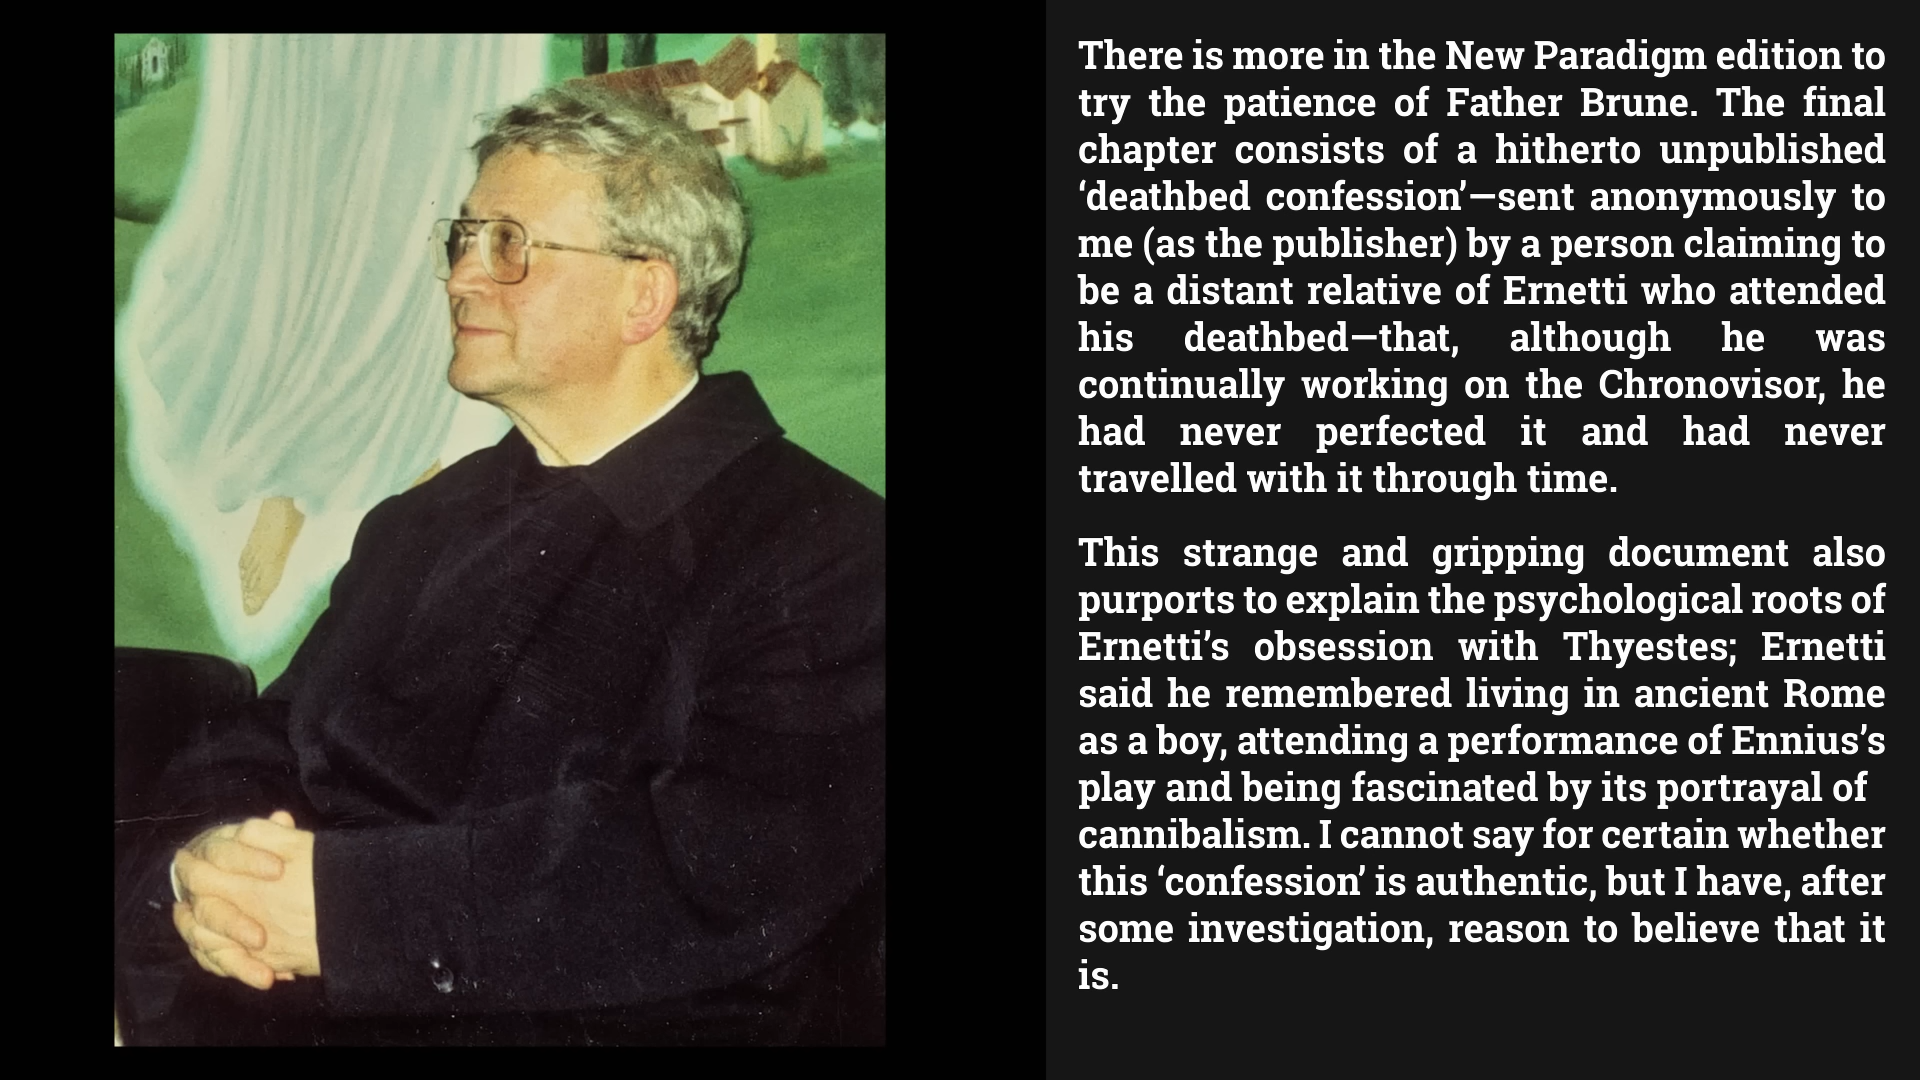 There is more in the New Paradigm edition to
try the patience of Father Brune. The final
chapter consists of a hitherto unpublished
‘deathbed confession’—sent anonymously to
me (as the publisher) by a person claiming to
be a distant relative of Ernetti who attended
his deathbed—that, although he was
continually working on the Chronovisor, he
had never perfected it and had never
travelled with it through time.
This strange and gripping document also
purports to explain the psychological roots of
Ernetti’s obsession with Thyestes; Ernetti
said he remembered living in ancient Rome
as a boy, attending a performance of Ennius’s
play and being fascinated by its portrayal of
cannibalism. I cannot say for certain whether
this ‘confession’ is authentic, but I have, after
some investigation, reason to believe that it
is.